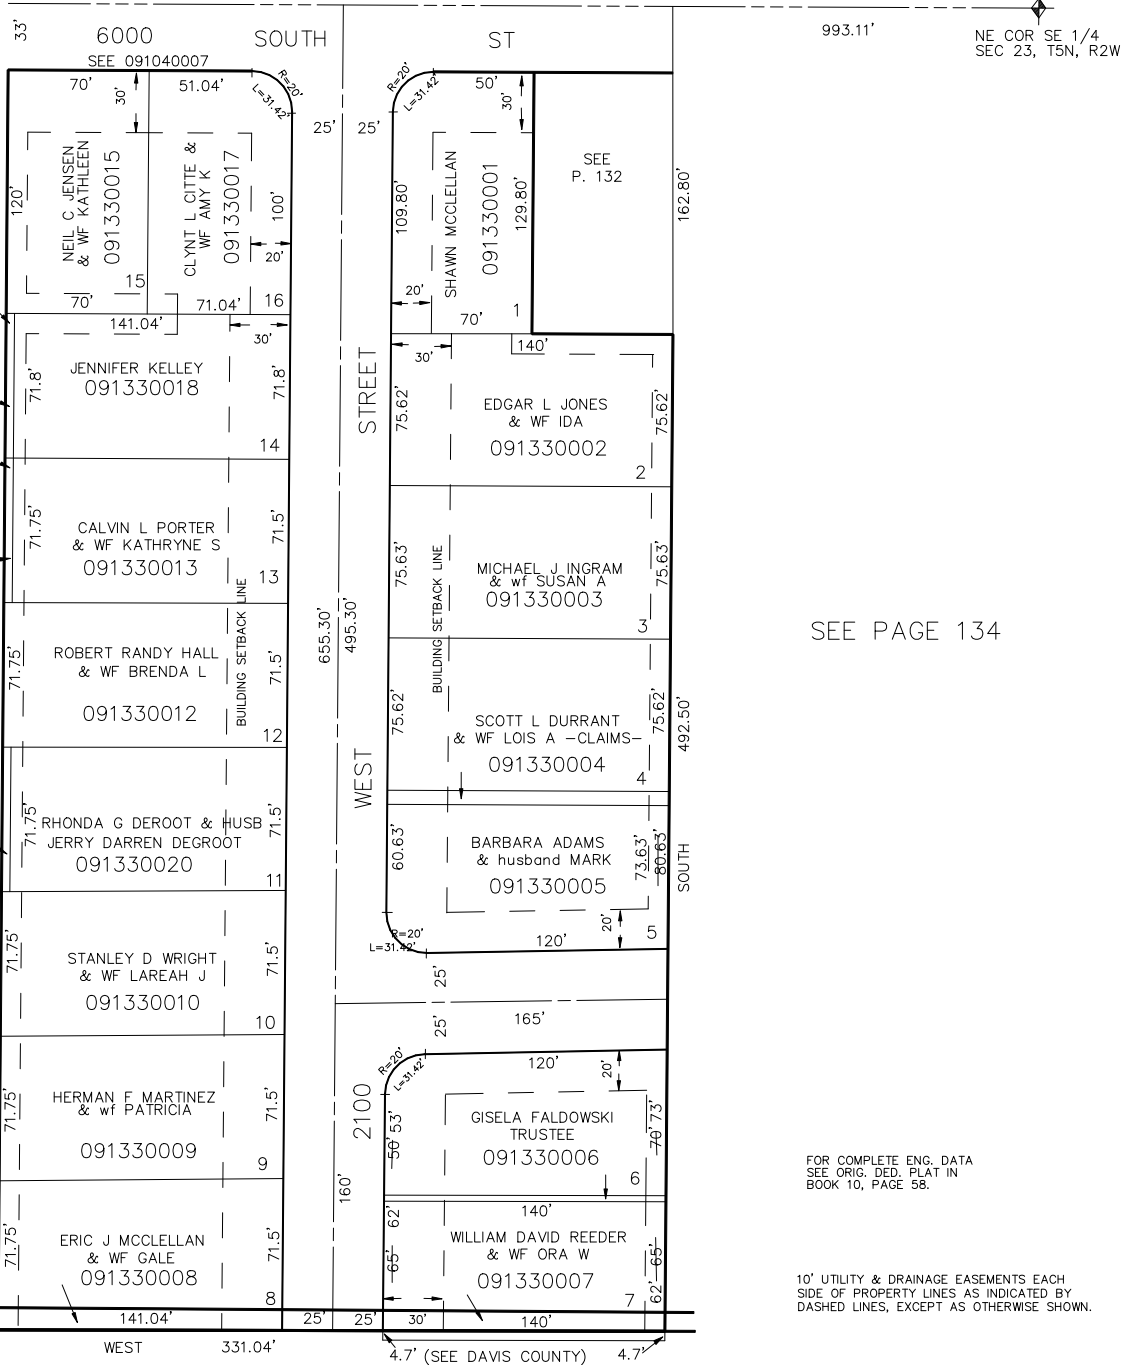 33'
6000 SOUTH ST
993.11'
NE COR SE 1/4
SEC 23, T5N, R2W
SEE 091040007
70'
51.04'
30'
R=20'
L=31.42'
R=20'
L=31.42'
50'
30'
25'
25'
120'
NEIL C JENSEN
& WF KATHLEEN
091330015
15
70'
CLYNT L CITTE &
WF AMY K
091330017
100'
20'
71.04'
16
109.80'
SHAWN MCCLELLAN
091330001
129.80'
20'
70'
1
SEE
P. 132
162.80'
141.04'
30'
71.8'
JENNIFER KELLEY
091330018
71.8'
14
STREET
30'
140'
75.62'
EDGAR L JONES
& WF IDA
091330002
75.62'
2
71.75'
CALVIN L PORTER
& WF KATHRYNE S
091330013
71.5'
13
BUILDING SETBACK LINE
75.63'
BUILDING SETBACK LINE
MICHAEL J INGRAM
& wf SUSAN A
091330003
75.63'
3
655.30'
495.30'
SEE PAGE 134
71.75'
ROBERT RANDY HALL
& WF BRENDA L
091330012
71.5'
12
WEST
75.62'
SCOTT L DURRANT
& WF LOIS A -CLAIMS-
091330004
75.62'
4
492.50'
71.75'
RHONDA G DEROOT & HUSB
JERRY DARREN DEGROOT
091330020
71.5'
11
60.63'
BARBARA ADAMS
& husband MARK
091330005
73.63'
80.63'
SOUTH
20'
5
R=20'
L=31.42'
120'
71.75'
STANLEY D WRIGHT
& WF LAREAH J
091330010
71.5'
10
25'
165'
25'
2100
R=20'
L=31.42'
120'
20'
71.75'
HERMAN F MARTINEZ
& wf PATRICIA
091330009
71.5'
9
50' 53'
GISELA FALDOWSKI
TRUSTEE
091330006
70' 73'
6
160'
140'
FOR COMPLETE ENG. DATA
SEE ORIG. DED. PLAT IN
BOOK 10, PAGE 58.
71.75'
ERIC J MCCLELLAN
& WF GALE
091330008
71.5'
8
62'
65'
WILLIAM DAVID REEDER
& WF ORA W
091330007
65'
62'
7
10' UTILITY & DRAINAGE EASEMENTS EACH
SIDE OF PROPERTY LINES AS INDICATED BY
DASHED LINES, EXCEPT AS OTHERWISE SHOWN.
141.04'
25'
25'
30'
140'
WEST
331.04'
4.7' (SEE DAVIS COUNTY) 4.7'